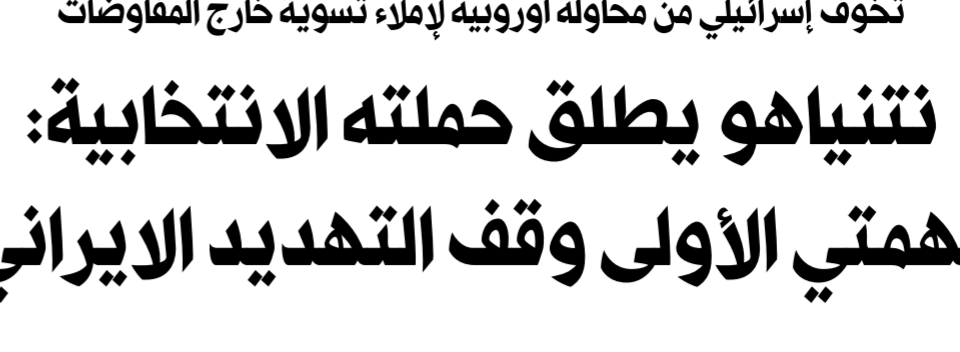 تخوف إسرائيلي من محاولة أوروبية لإملاء تسوية خارج المفاوضات
نتنياهو يطلق حملته الانتخابية:
مهمتي الأولى وقف التهديد الايراني